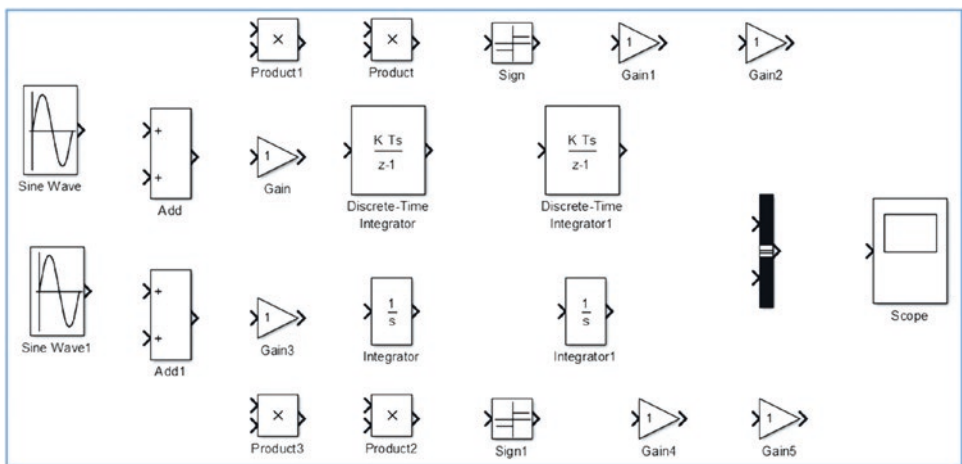 ×
×
1
1
Product1
Product
Sign
Gain1
Gain2
Sine Wave
+
+
Add
1
Gain
K Ts
z-1
Discrete-Time
Integrator
K Ts
z-1
Discrete-Time
Integrator1
Sine Wave1
+
+
Add1
1
Gain3
1
s
Integrator
1
s
Integrator1
Scope
×
×
1
1
Product3
Product2
Sign1
Gain4
Gain5